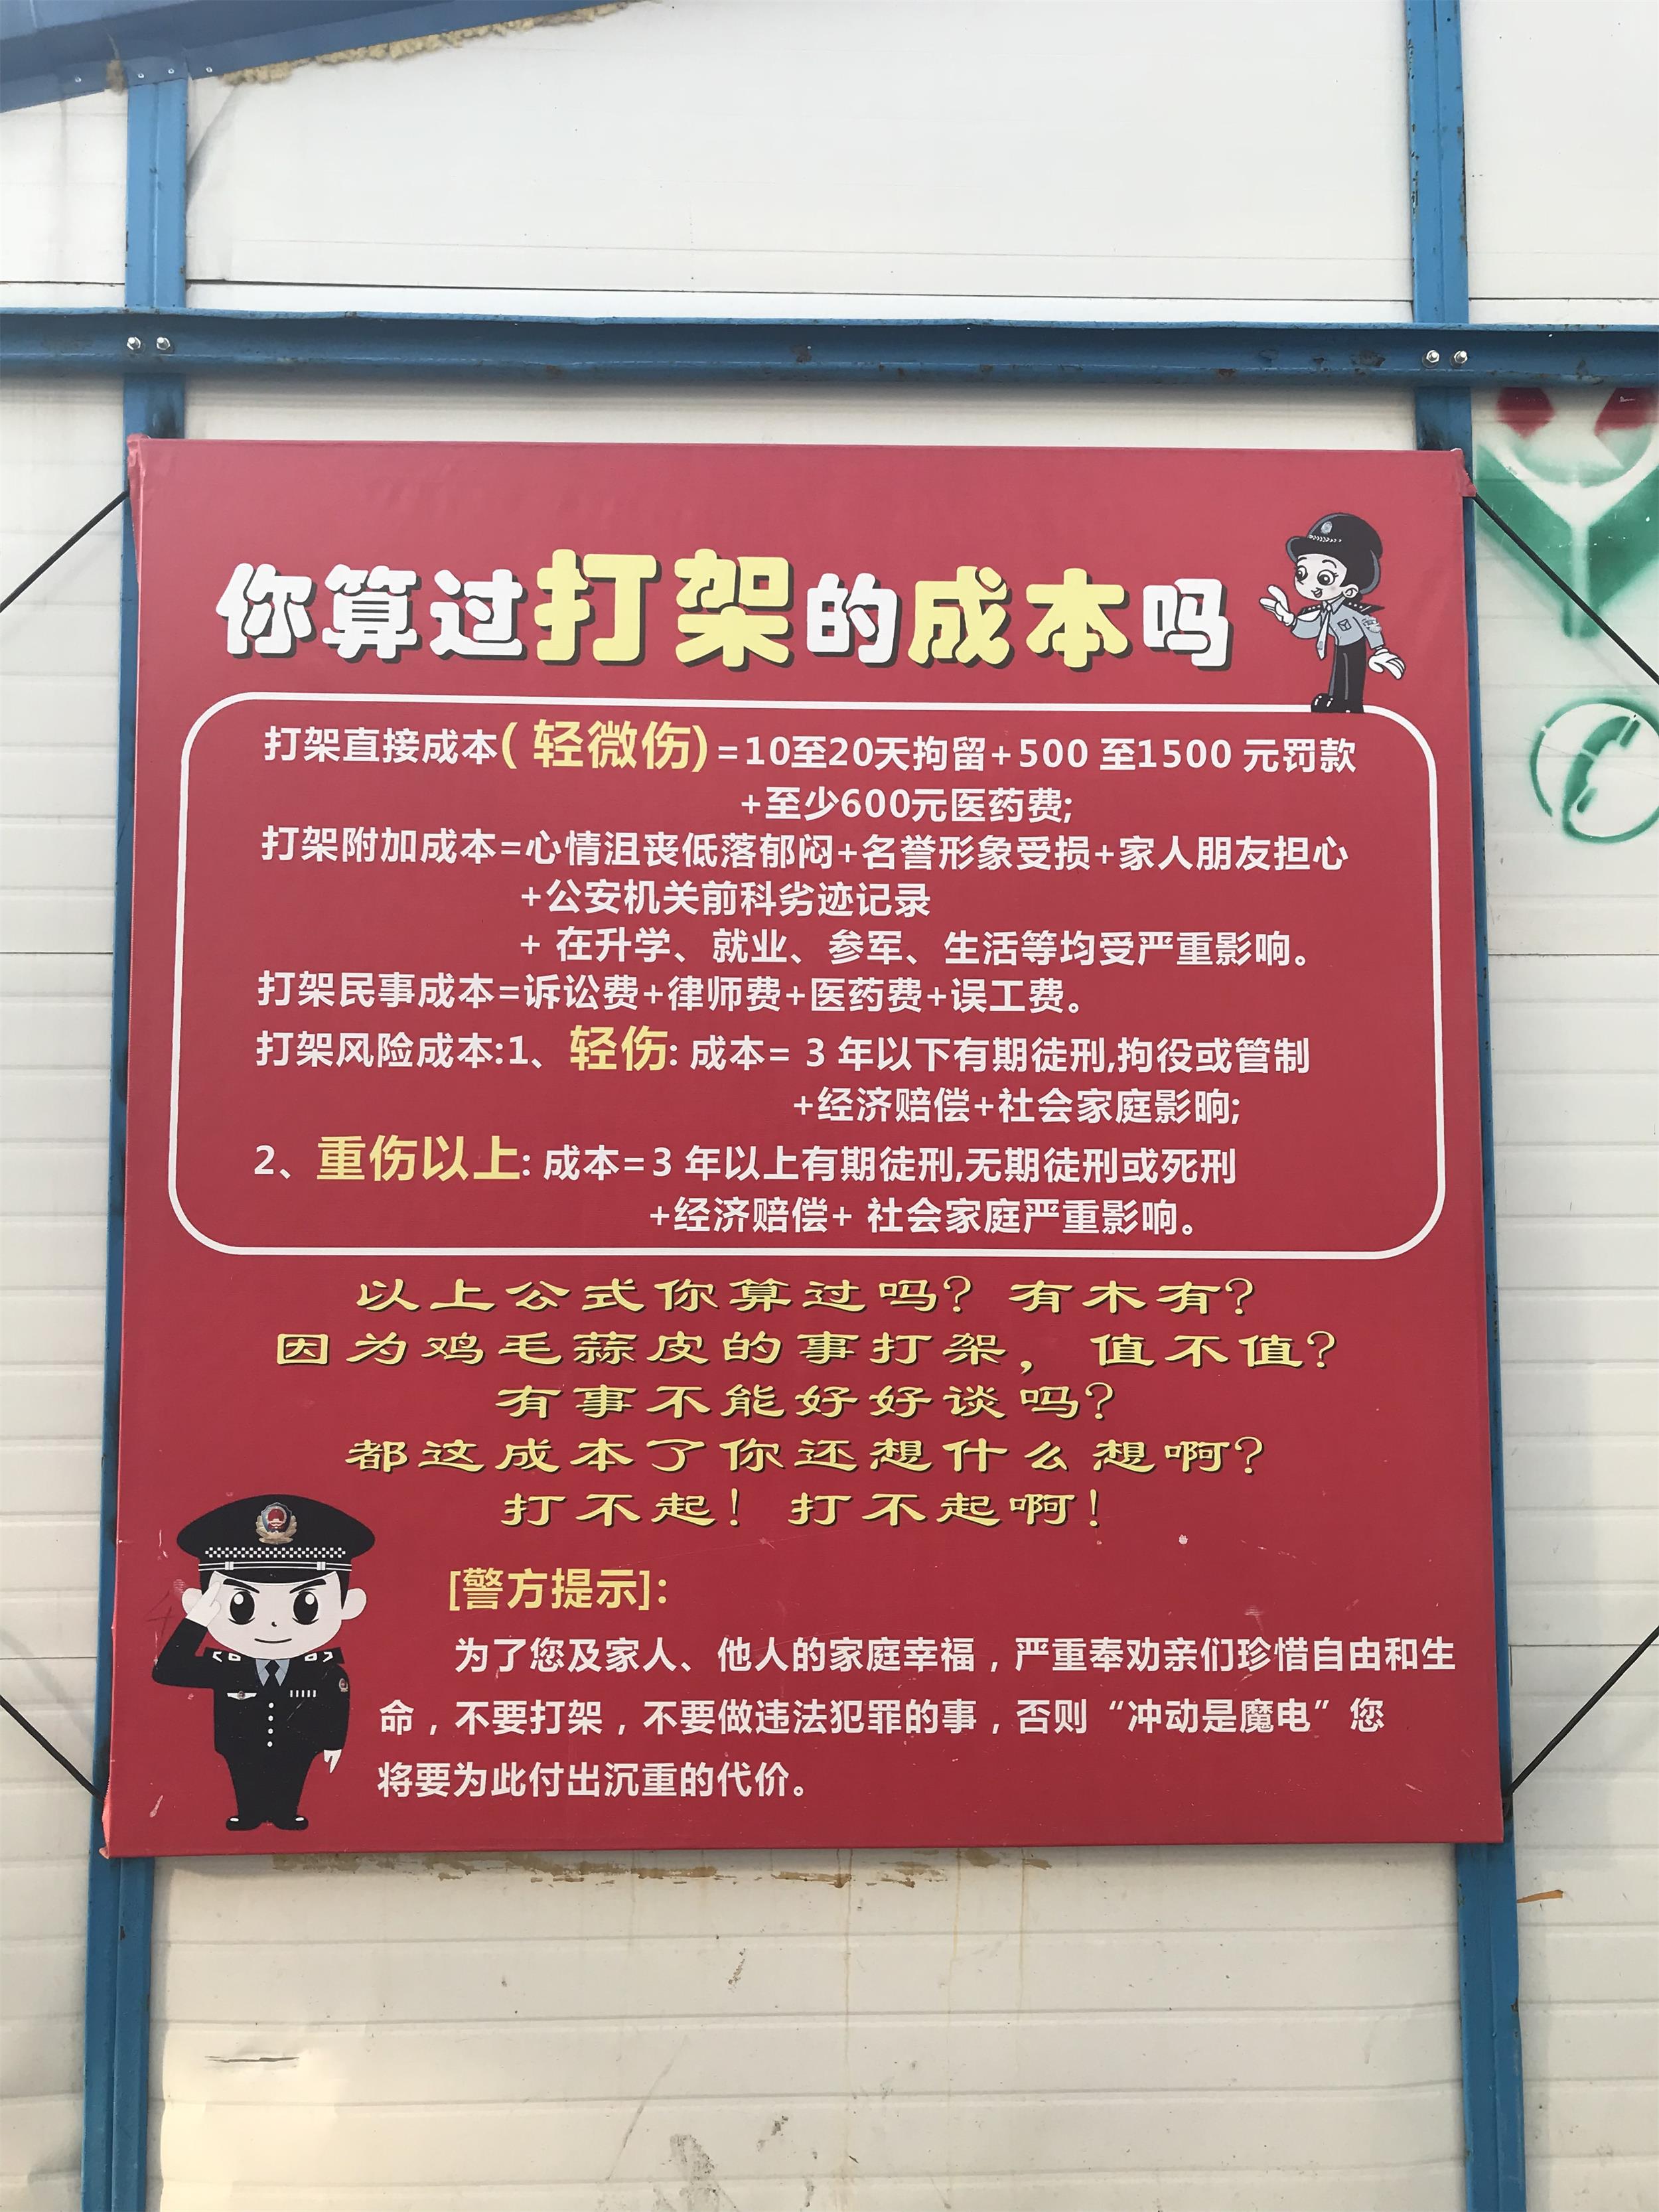 你算过打架的成本吗
打架直接成本(轻微伤)=10至20天拘留+500 至1500 元罚款
+至少600元医药费;
打架附加成本=心情沮丧低落郁闷+名誉形象受损+家人朋友担心
+公安机关前科劣迹记录
+ 在升学、就业、参军、生活等均受严重影响。
打架民事成本=诉讼费+律师费+医药费+误工费。
打架风险成本:1、轻伤: 成本= 3 年以下有期徒刑,拘役或管制
+经济赔偿+社会家庭影响;
2、重伤以上: 成本=3 年以上有期徒刑,无期徒刑或死刑
+经济赔偿+ 社会家庭严重影响。
以上公式你算过吗? 有木有?
因为鸡毛蒜皮的事打架, 值不值?
有事不能好好谈吗?
都这成本了你还想什么想啊?
打不起! 打不起啊!
[警方提示]:
为了您及家人、他人的家庭幸福，严重奉劝亲们珍惜自由和生
命，不要打架，不要做违法犯罪的事，否则“冲动是魔电”您
将要为此付出沉重的代价。